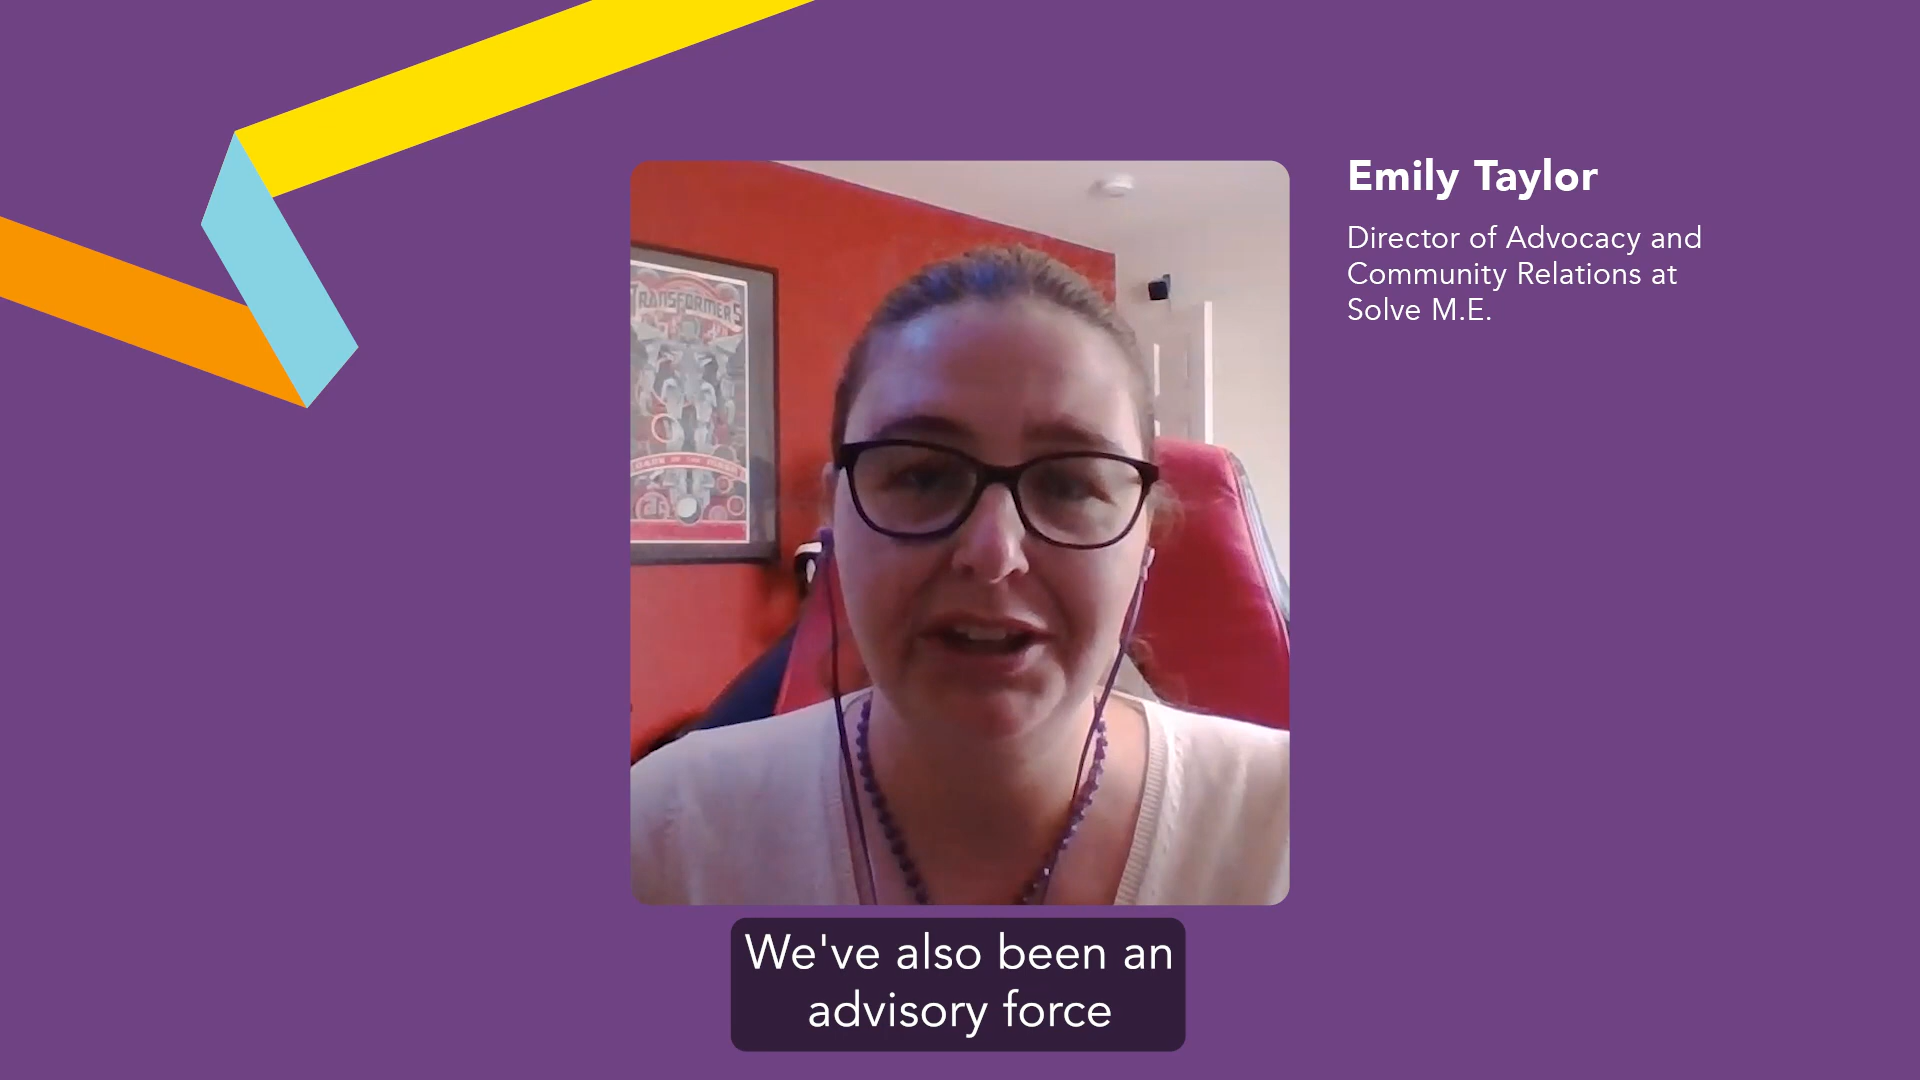 Emily Taylor
Director of Advocacy and
Community Relations at
Solve M.E.
TRANSFORMERS
We've also been an
advisory force